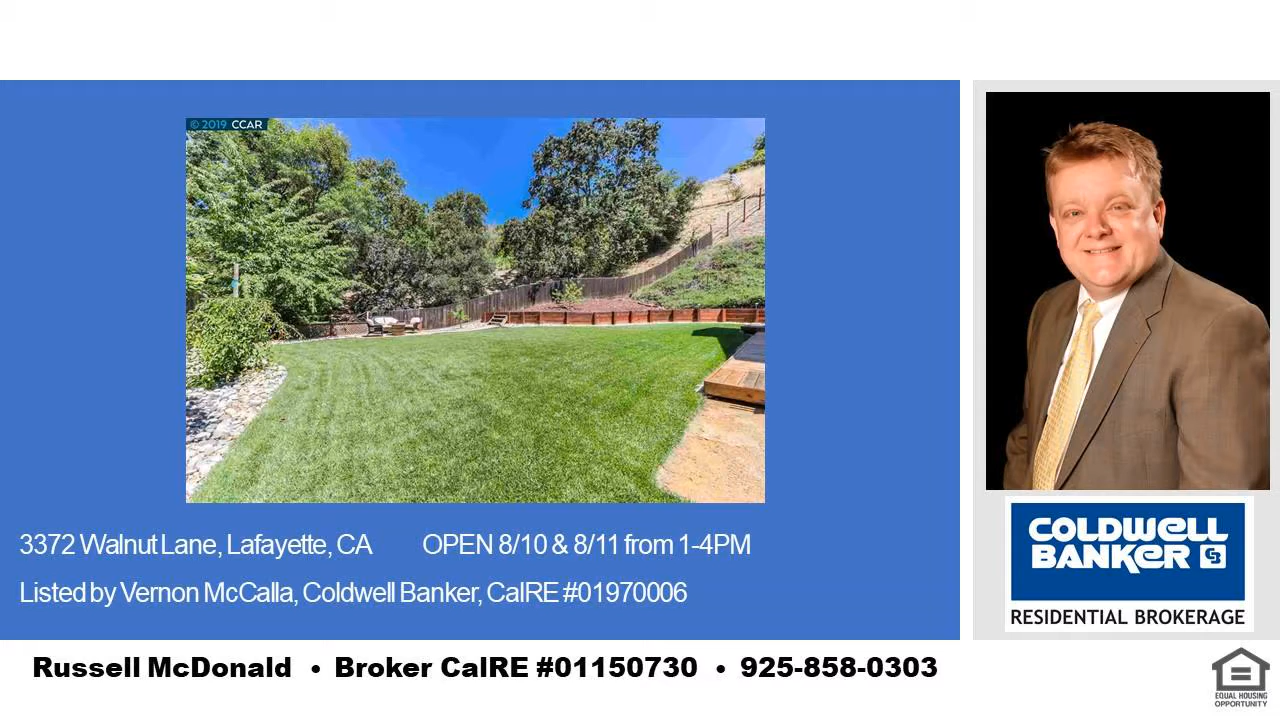 © 2019 CCAR
3372 Walnut Lane, Lafayette, CA OPEN 8/10 & 8/11 from 1-4PM
Listed by Vernon McCalla, Coldwell Banker, CalRE #01970006
COLDWELL
BANKER CB
RESIDENTIAL BROKERAGE
Russell McDonald • Broker CalRE #01150730 • 925-858-0303
EQUAL HOUSING
OPPORTUNITY